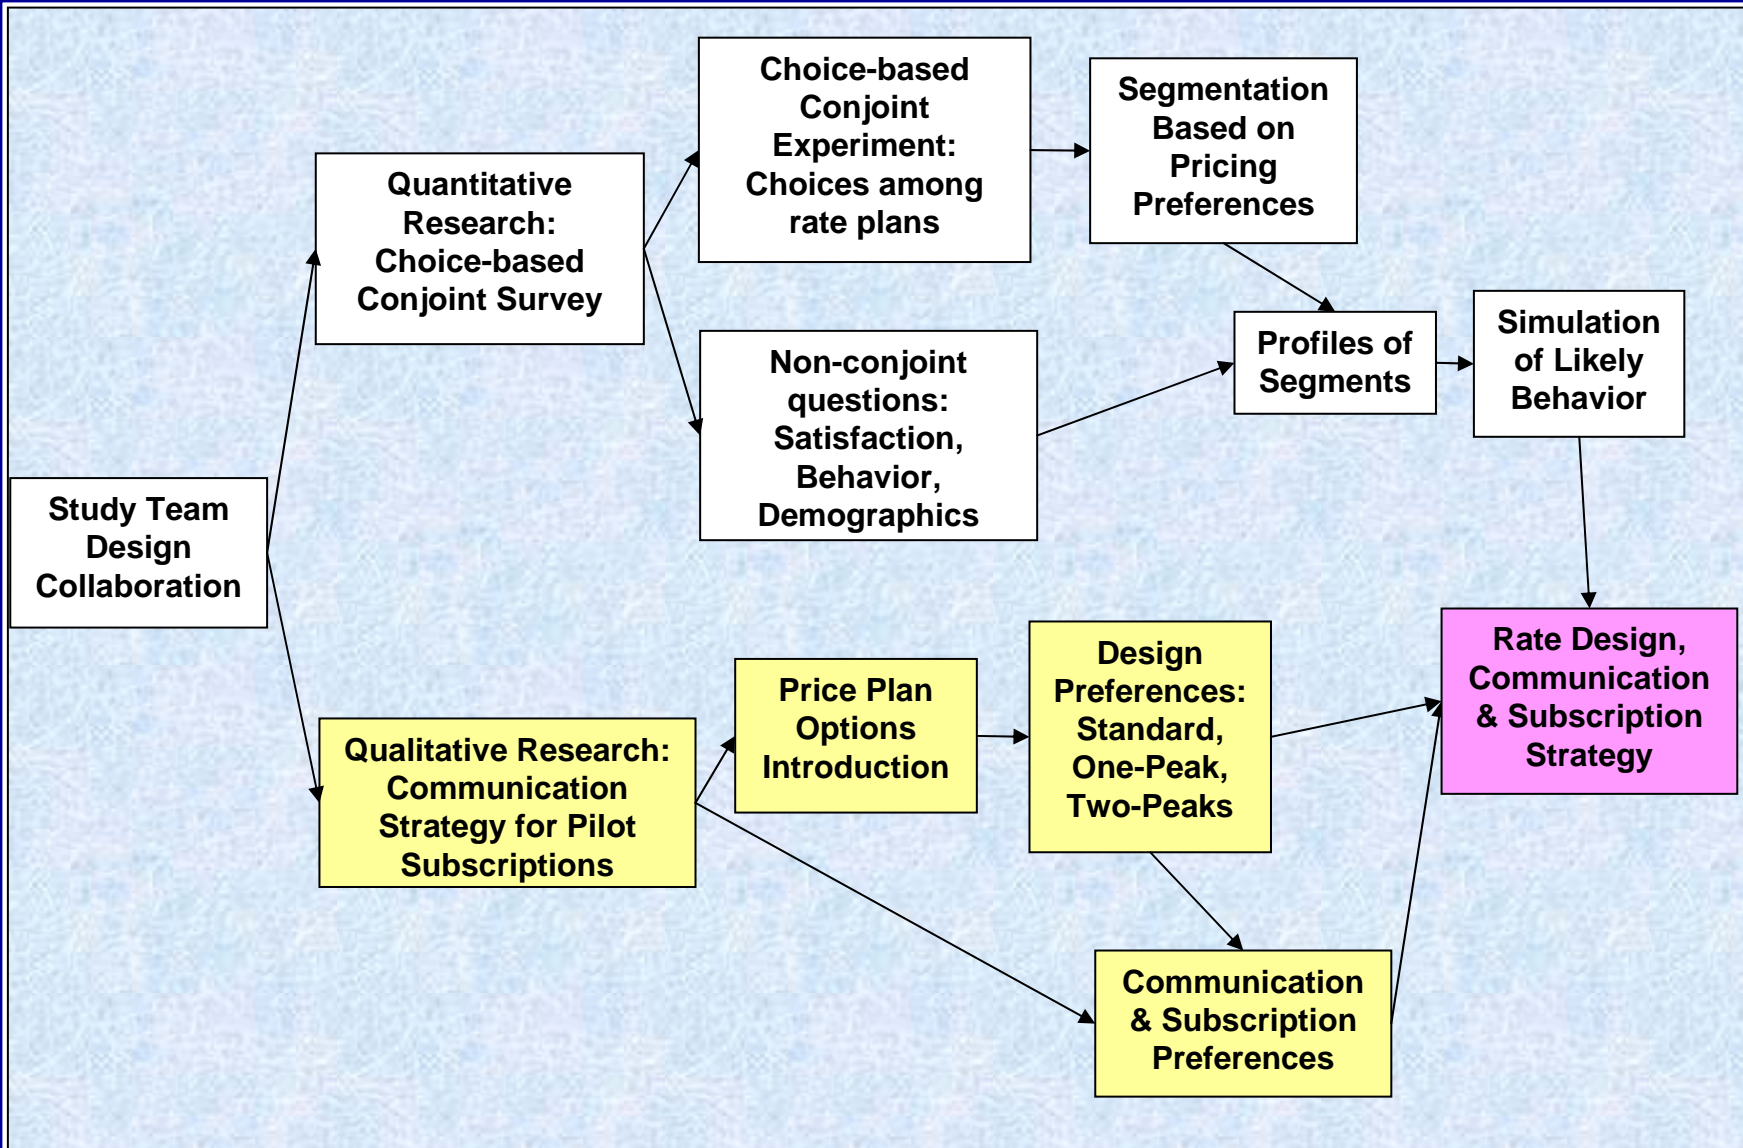 Choice-based
Conjoint
Experiment:
Choices among
rate plans
Segmentation
Based on
Pricing
Preferences
Quantitative
Research:
Choice-based
Conjoint Survey
Simulation
of Likely
Behavior
Profiles of
Segments
Non-conjoint
questions:
Satisfaction,
Behavior,
Demographics
Study Team
Design
Collaboration
Rate Design,
Communication
& Subscription
Strategy
Design
Preferences:
Standard,
One-Peak,
Two-Peaks
Price Plan
Options
Introduction
Qualitative Research:
Communication
Strategy for Pilot
Subscriptions
Communication
& Subscription
Preferences